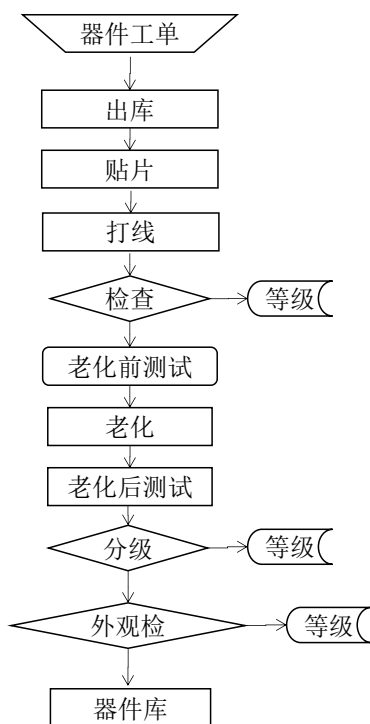 器件工单
出库
贴片
打线
检查
等级
老化前测试
老化
老化后测试
分级
等级
外观检
等级
器件库